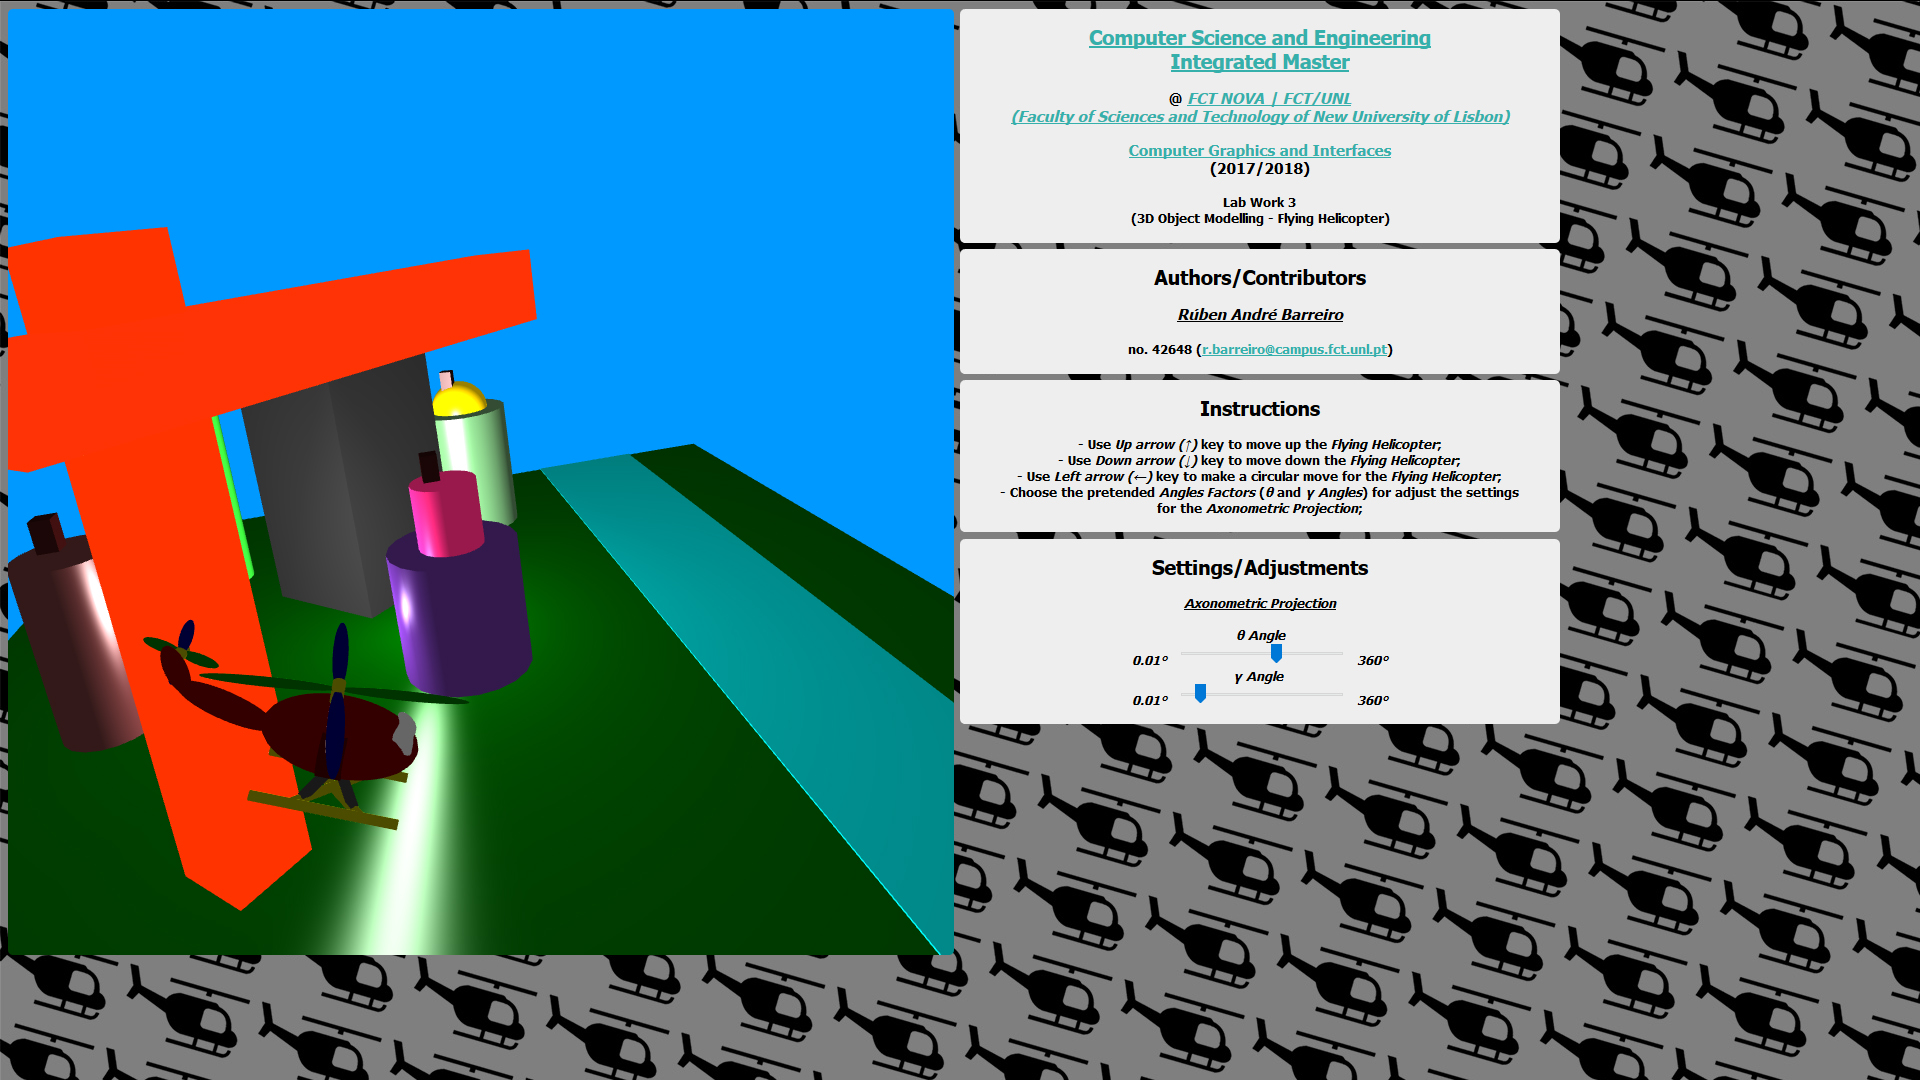 Computer Science and Engineering
Integrated Master
@ FCT NOVA | FCT/UNL
(Faculty of Sciences and Technology of New University of Lisbon)
Computer Graphics and Interfaces
(2017/2018)
Lab Work 3
(3D Object Modelling - Flying Helicopter)
Authors/Contributors
Rúben André Barreiro
no. 42648 (r.barreiro@campus.fct.unl.pt)
Instructions
- Use Up arrow (↑) key to move up the Flying Helicopter;
- Use Down arrow (↓) key to move down the Flying Helicopter;
- Use Left arrow (←) key to make a circular move for the Flying Helicopter;
- Choose the pretended Angles Factors (θ and γ Angles) for adjust the settings
for the Axonometric Projection;
Settings/Adjustments
Axonometric Projection
θ Angle
0.01º 360º
γ Angle
0.01º 360º